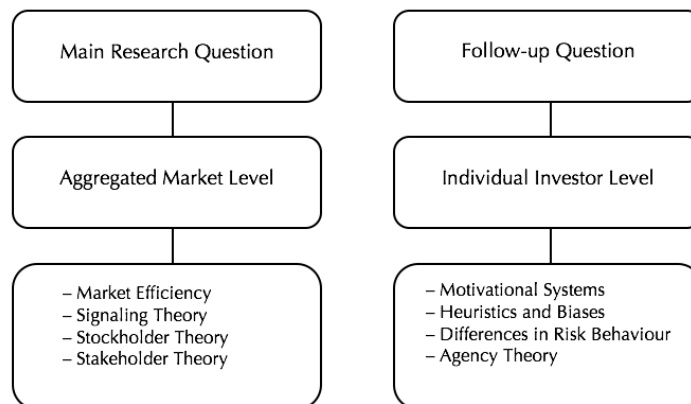 Main Research Question
Aggregated Market Level
– Market Efficiency
– Signaling Theory
– Stockholder Theory
– Stakeholder Theory
Follow-up Question
Individual Investor Level
– Motivational Systems
– Heuristics and Biases
– Differences in Risk Behaviour
– Agency Theory